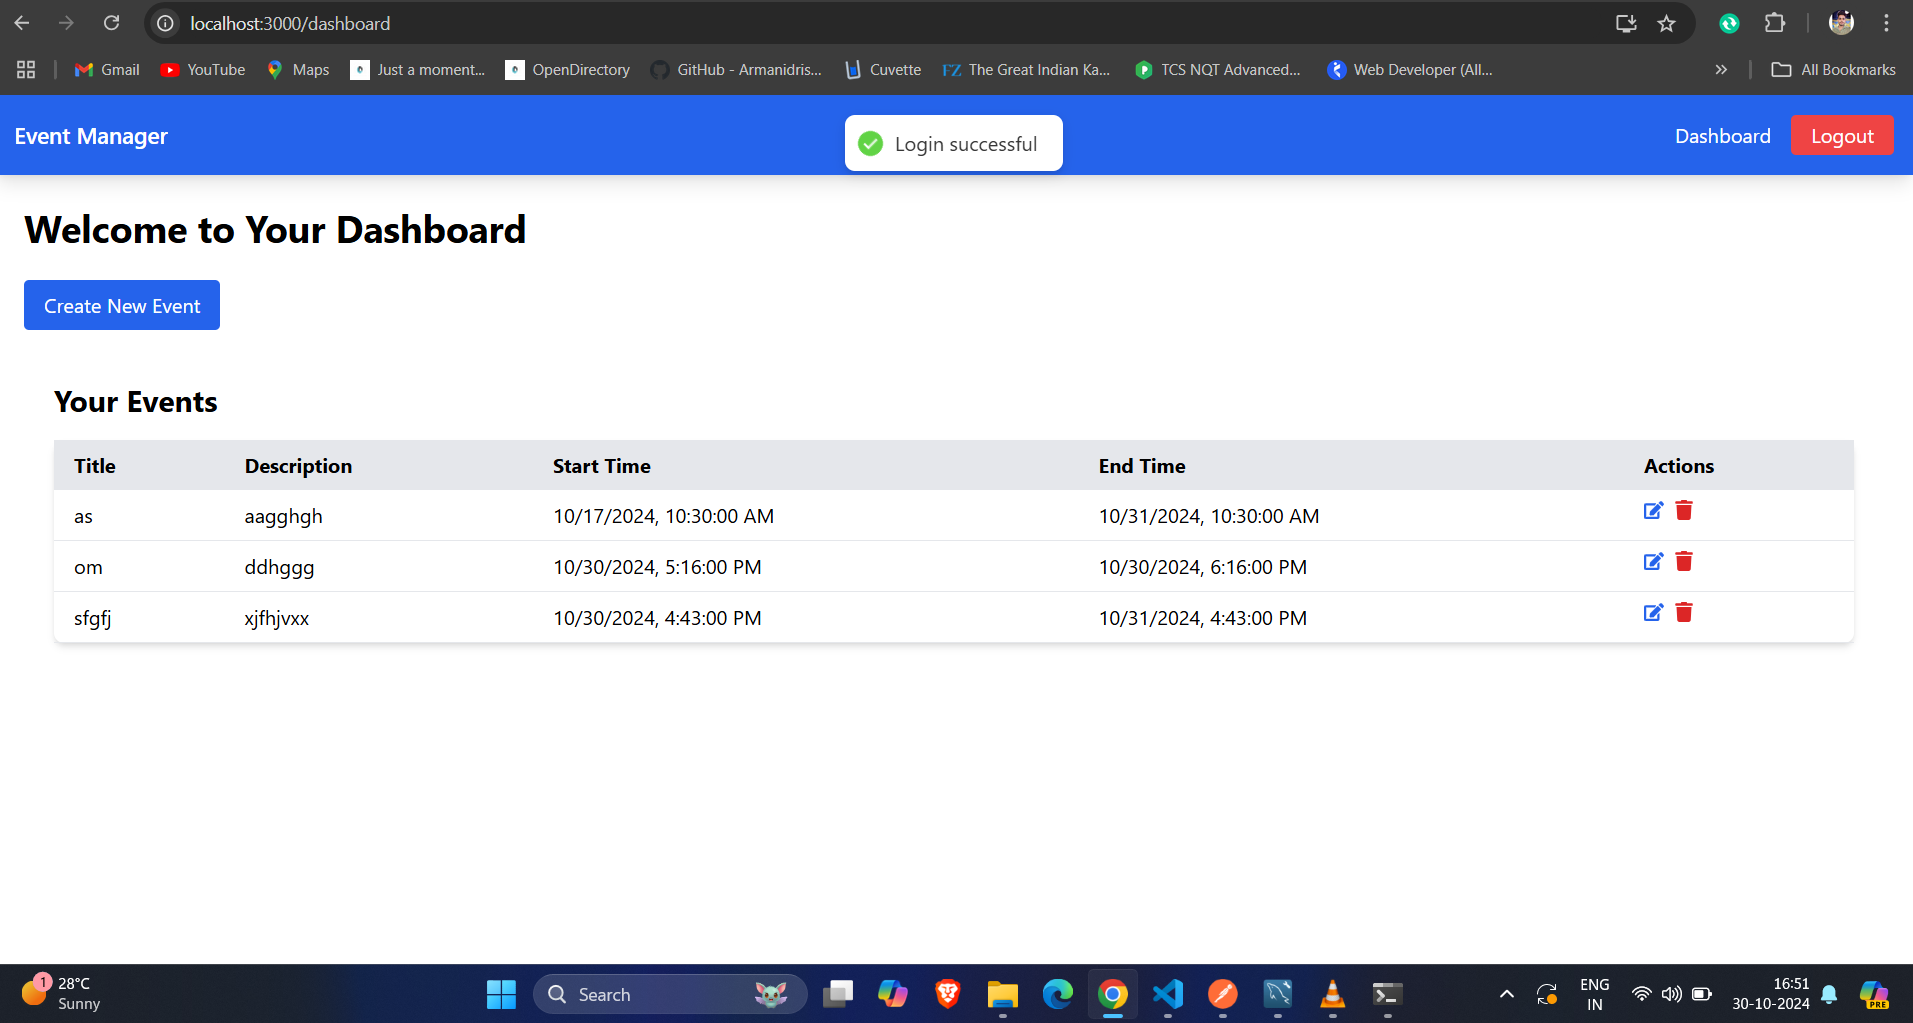 localhost:3000/dashboard
Gmail YouTube Maps Just a moment... OpenDirectory GitHub - Armanidris... Cuvette FZ The Great Indian Ka... TCS NQT Advanced... Web Developer (All... All Bookmarks
Event Manager Login successful Dashboard Logout
Welcome to Your Dashboard
Create New Event
Your Events
Title Description Start Time End Time Actions
as aagghgh 10/17/2024, 10:30:00 AM 10/31/2024, 10:30:00 AM
om ddhggg 10/30/2024, 5:16:00 PM 10/30/2024, 6:16:00 PM
sfgfj xjfhjvxx 10/30/2024, 4:43:00 PM 10/31/2024, 4:43:00 PM
1 28°C
Sunny
Search
ENG
IN
16:51
30-10-2024
PRE